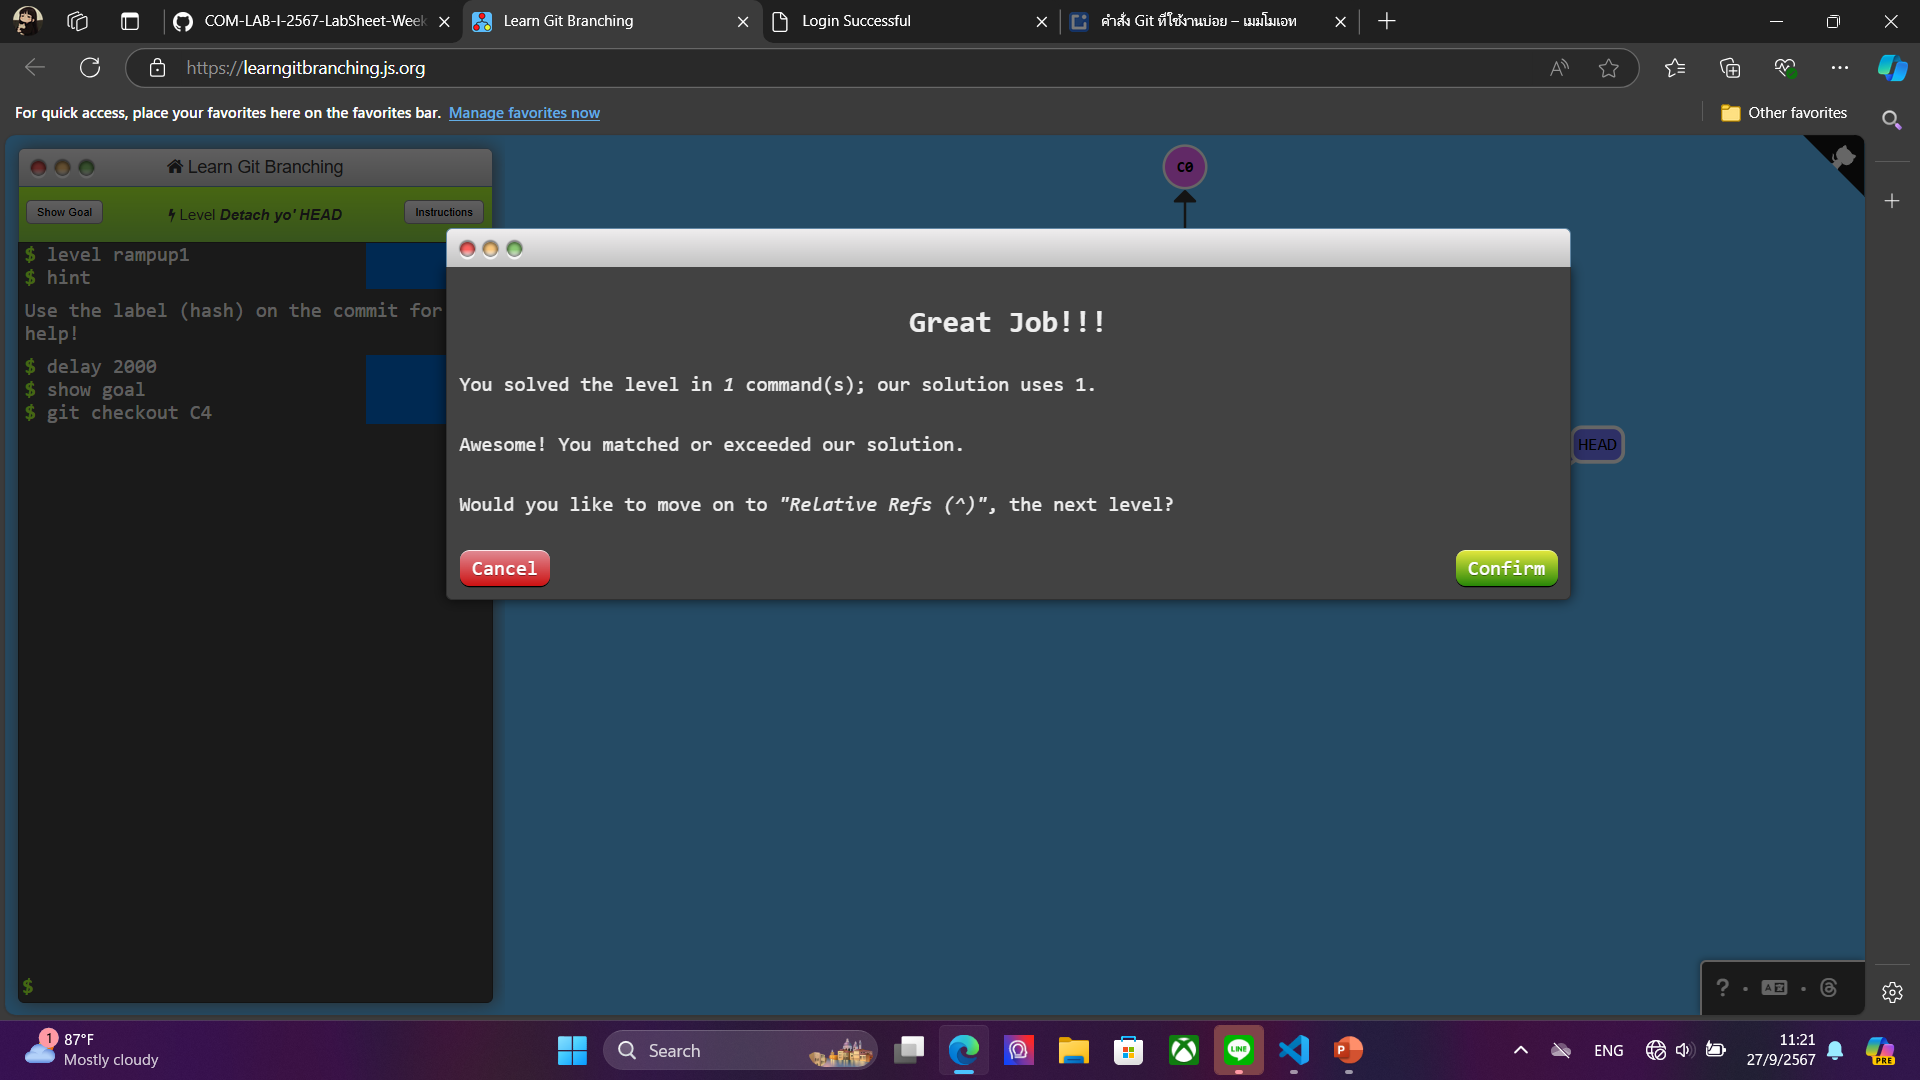 COM-LAB-I-2567-LabSheet-Week
Learn Git Branching
Login Successful
คำสั่ง Git ที่ใช้งานบ่อย – เมมโมเอท
https://learngitbranching.js.org
For quick access, place your favorites here on the favorites bar. Manage favorites now
Other favorites
Learn Git Branching
Show Goal
Level Detach yo' HEAD
Instructions
$ level rampup1
$ hint
Use the label (hash) on the commit for
help!
$ delay 2000
$ show goal
$ git checkout C4
$
C0
HEAD
Great Job!!!
You solved the level in 1 command(s); our solution uses 1.
Awesome! You matched or exceeded our solution.
Would you like to move on to "Relative Refs (^)", the next level?
Cancel
Confirm
?
1
87°F
Mostly cloudy
Search
LINE
P
ENG
11:21
27/9/2567
PRE